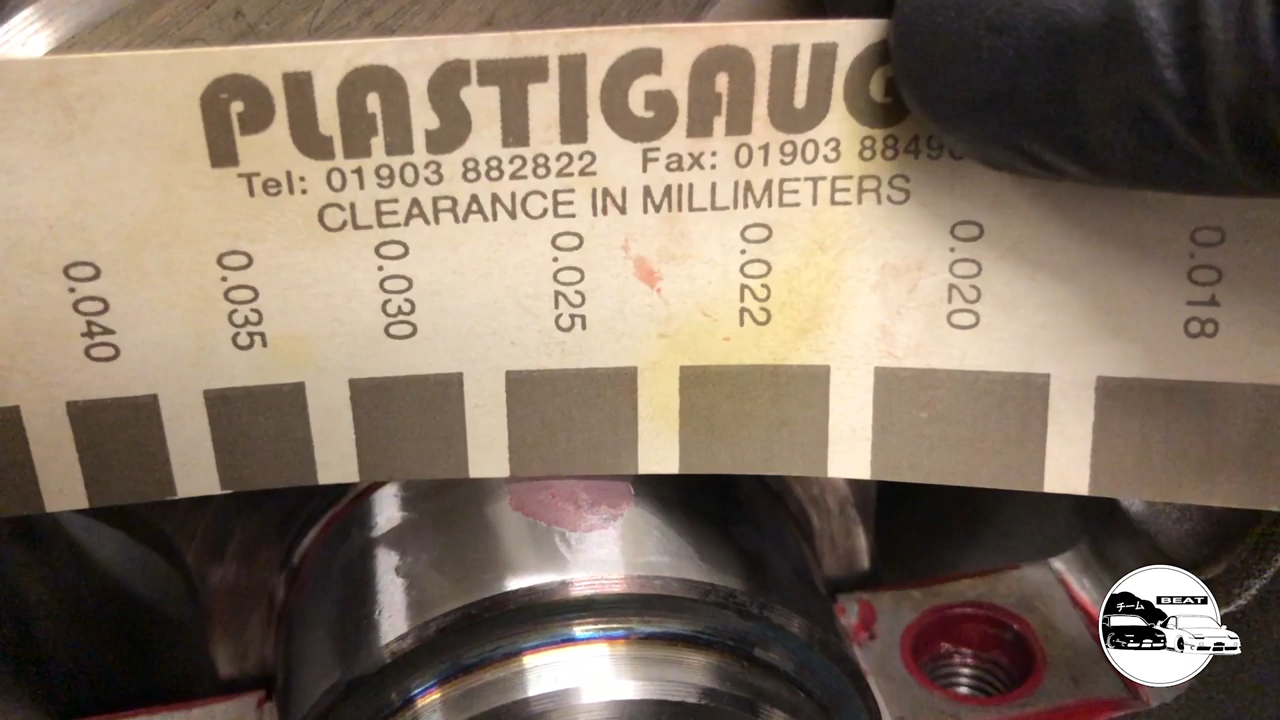 PLASTIGAUG
Tel: 01903 882822 Fax: 01903 8849
CLEARANCE IN MILLIMETERS
0.040 0.035 0.030 0.025 0.022 0.020 0.018
チーム BEAT